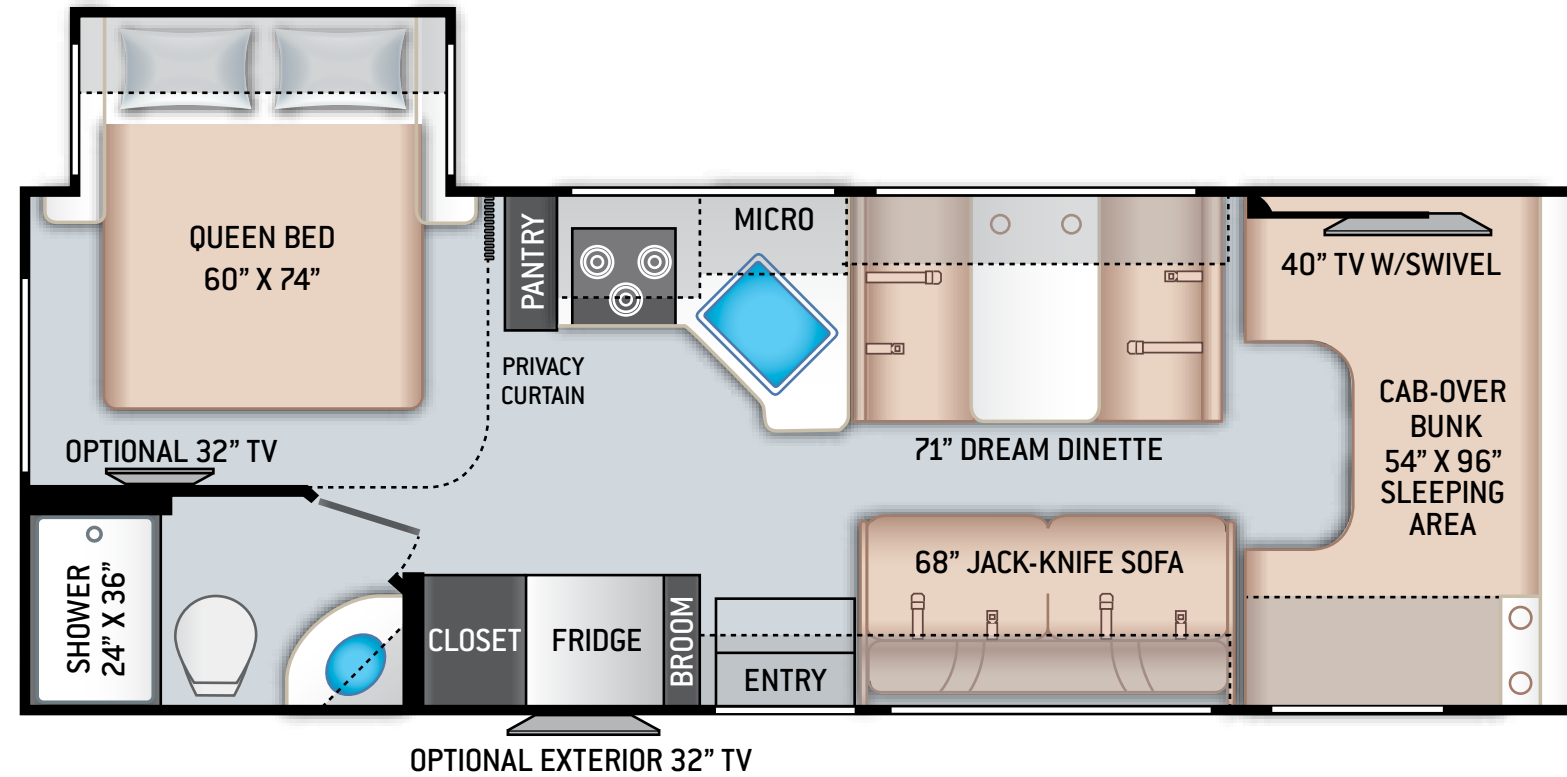 QUEEN BED
60” X 74”
PANTRY
MICRO
40” TV W/SWIVEL
PRIVACY
CURTAIN
CAB-OVER
BUNK
54” X 96”
SLEEPING
AREA
OPTIONAL 32” TV
71” DREAM DINETTE
68” JACK-KNIFE SOFA
SHOWER
24” X 36”
CLOSET
FRIDGE
BROOM
ENTRY
OPTIONAL EXTERIOR 32” TV